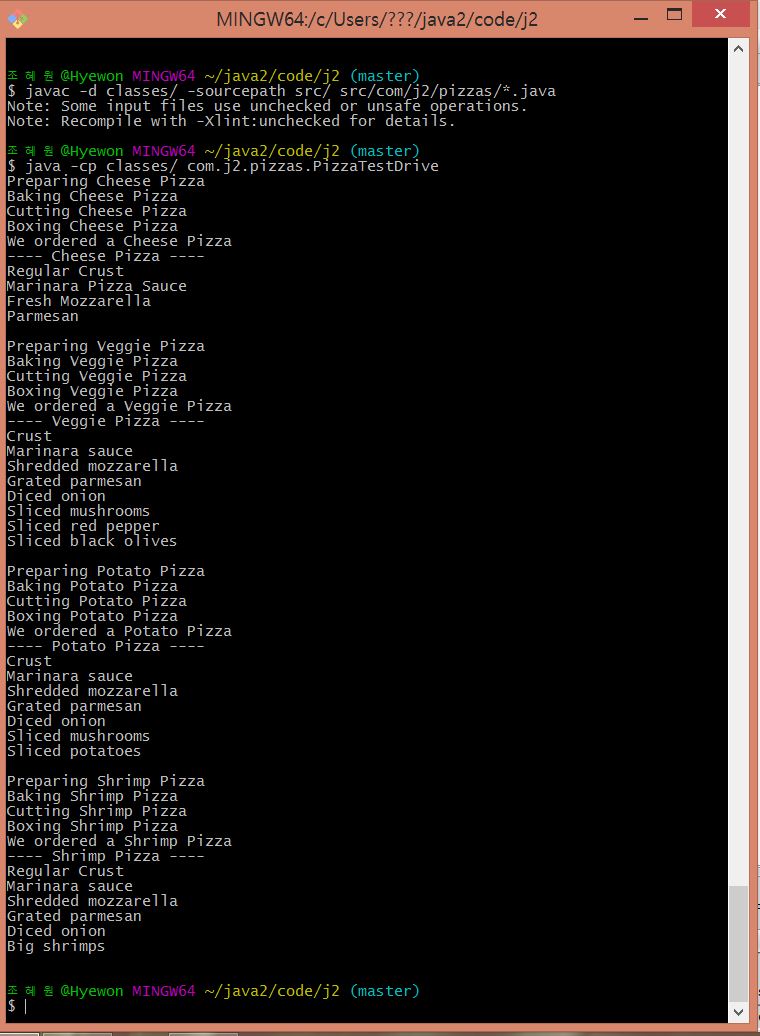 MINGW64:/c/Users/???/java2/code/j2
조 혜 원 @Hyewon MINGW64 ~/java2/code/j2 (master)
$ javac -d classes/ -sourcepath src/ src/com/j2/pizzas/*.java
Note: Some input files use unchecked or unsafe operations.
Note: Recompile with -Xlint:unchecked for details.
조 혜 원 @Hyewon MINGW64 ~/java2/code/j2 (master)
$ java -cp classes/ com.j2.pizzas.PizzaTestDrive
Preparing Cheese Pizza
Baking Cheese Pizza
Cutting Cheese Pizza
Boxing Cheese Pizza
We ordered a Cheese Pizza
---- Cheese Pizza ----
Regular Crust
Marinara Pizza Sauce
Fresh Mozzarella
Parmesan
Preparing Veggie Pizza
Baking Veggie Pizza
Cutting Veggie Pizza
Boxing Veggie Pizza
We ordered a Veggie Pizza
---- Veggie Pizza ----
Crust
Marinara sauce
Shredded mozzarella
Grated parmesan
Diced onion
Sliced mushrooms
Sliced red pepper
Sliced black olives
Preparing Potato Pizza
Baking Potato Pizza
Cutting Potato Pizza
Boxing Potato Pizza
We ordered a Potato Pizza
---- Potato Pizza ----
Crust
Marinara sauce
Shredded mozzarella
Grated parmesan
Diced onion
Sliced mushrooms
Sliced potatoes
Preparing Shrimp Pizza
Baking Shrimp Pizza
Cutting Shrimp Pizza
Boxing Shrimp Pizza
We ordered a Shrimp Pizza
---- Shrimp Pizza ----
Regular Crust
Marinara sauce
Shredded mozzarella
Grated parmesan
Diced onion
Big shrimps
조 혜 원 @Hyewon MINGW64 ~/java2/code/j2 (master)
$